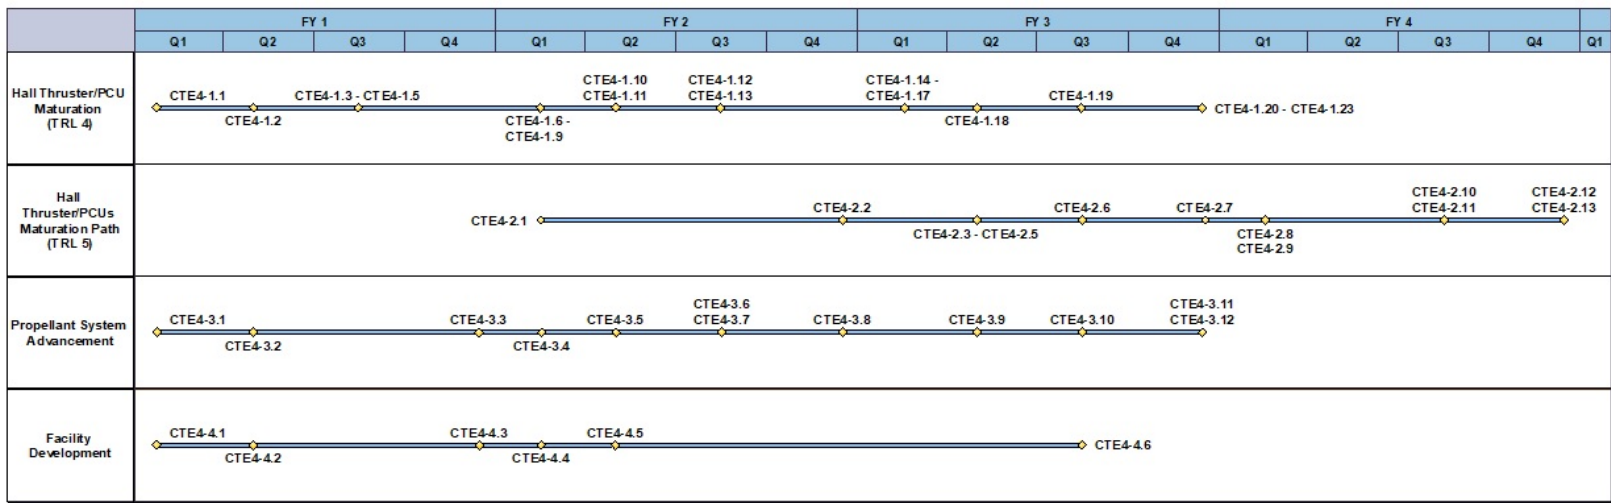 FY 1
FY 2
FY 3
FY 4
Q1
Q2
Q3
Q4
Q1
Q2
Q3
Q4
Q1
Q2
Q3
Q4
Q1
Q2
Q3
Q4
Q1
Hall Thruster/PCU
Maturation
(TRL 4)
CTE4-1.1
CTE4-1.2
CTE4-1.3 - CTE4-1.5
CTE4-1.6 -
CTE4-1.9
CTE4-1.10
CTE4-1.11
CTE4-1.12
CTE4-1.13
CTE4-1.14 -
CTE4-1.17
CTE4-1.18
CTE4-1.19
CTE4-1.20 - CTE4-1.23
Hall
Thruster/PCUs
Maturation Path
(TRL 5)
CTE4-2.1
CTE4-2.2
CTE4-2.3 - CTE4-2.5
CTE4-2.6
CTE4-2.7
CTE4-2.8
CTE4-2.9
CTE4-2.10
CTE4-2.11
CTE4-2.12
CTE4-2.13
Propellant System
Advancement
CTE4-3.1
CTE4-3.2
CTE4-3.3
CTE4-3.4
CTE4-3.5
CTE4-3.6
CTE4-3.7
CTE4-3.8
CTE4-3.9
CTE4-3.10
CTE4-3.11
CTE4-3.12
Facility
Development
CTE4-4.1
CTE4-4.2
CTE4-4.3
CTE4-4.4
CTE4-4.5
CTE4-4.6